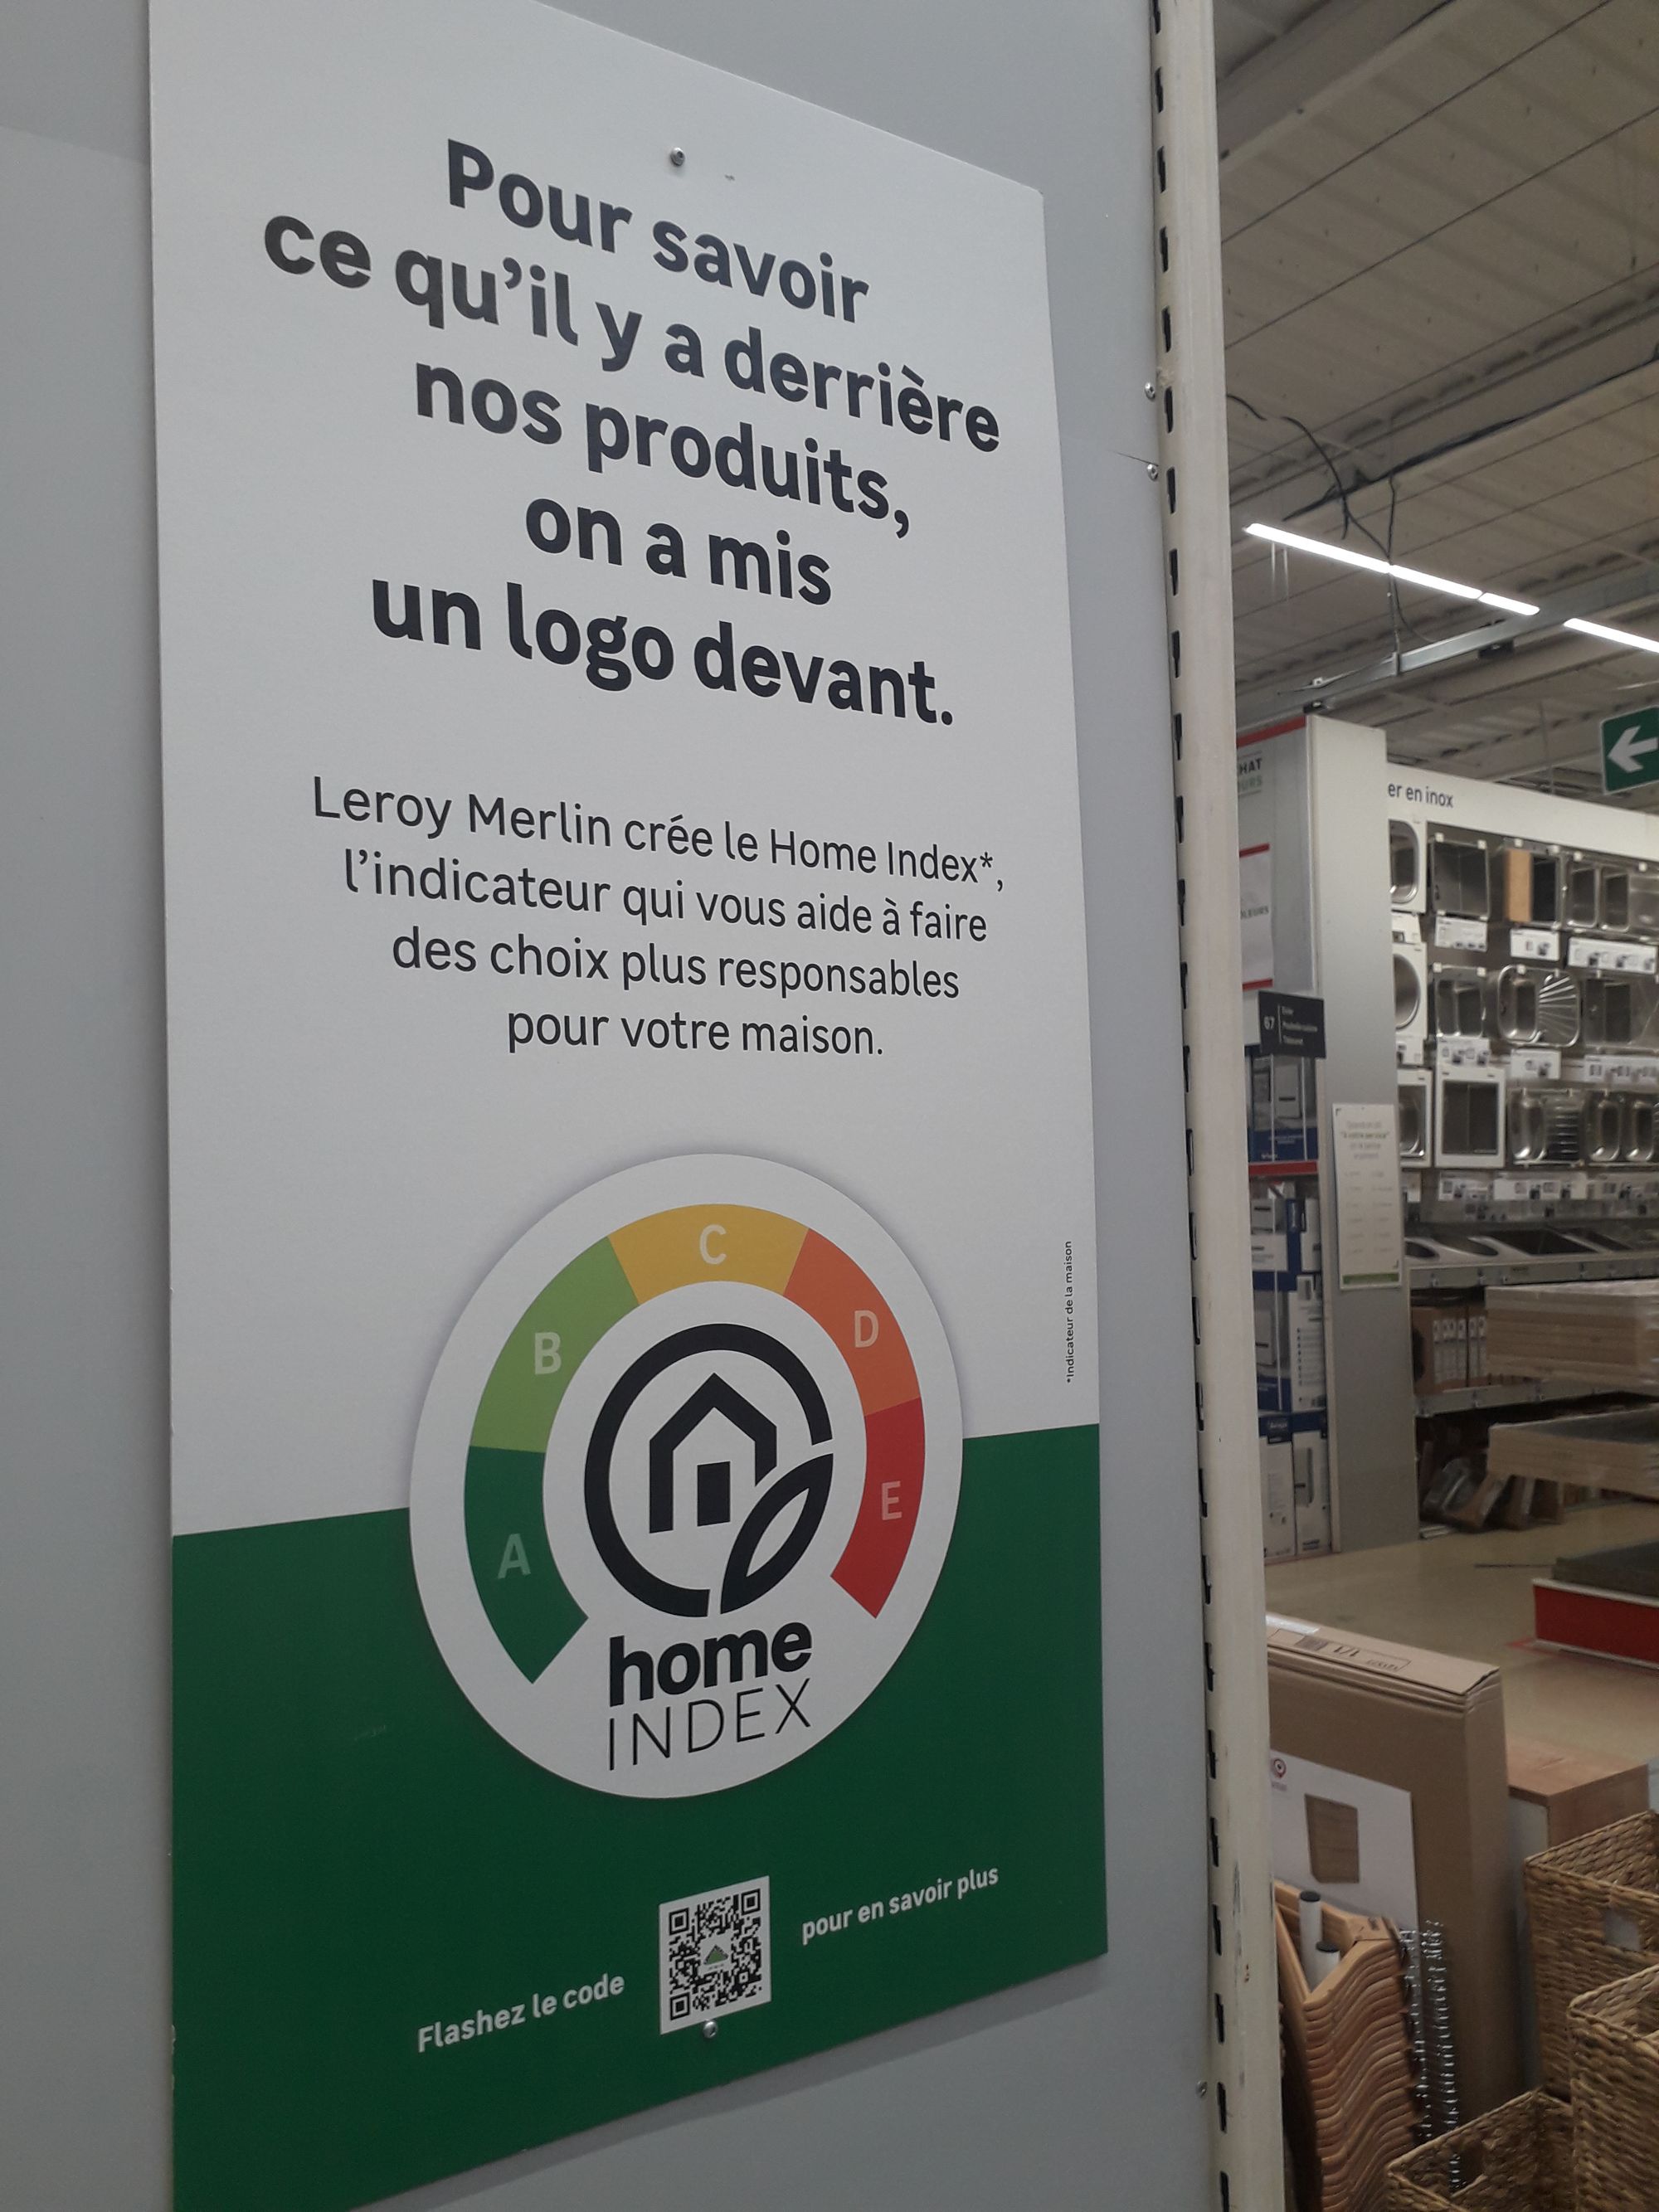 Pour savoir
ce qu’il y a derrière
nos produits,
on a mis
un logo devant.
Leroy Merlin crée le Home Index*,
l’indicateur qui vous aide à faire
des choix plus responsables
pour votre maison.
*Indicateur de la maison
A
B
C
D
E
home
INDEX
Flashez le code
pour en savoir plus
HAT
er en inox
67